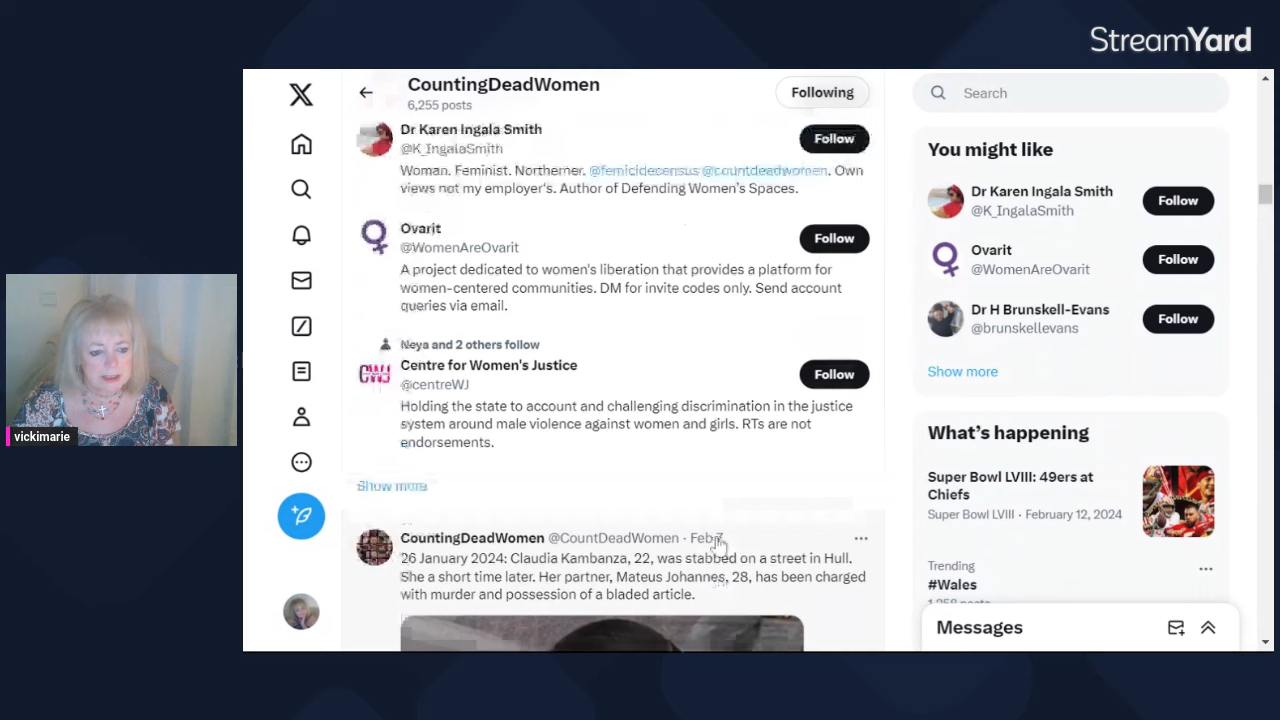 StreamYard
CountingDeadWomen
6,255 posts
Following
Dr Karen Ingala Smith
@K_IngalaSmith
Follow
Woman. Feminist. Northerner. @femicidecensus @countdeadwomen. Own
views not my employer's. Author of Defending Women's Spaces.
Ovarit
@WomenAreOvarit
Follow
A project dedicated to women's liberation that provides a platform for
women-centered communities. DM for invite codes only. Send account
queries via email.
Neya and 2 others follow
Centre for Women's Justice
@centreWJ
Follow
CWJ
Holding the state to account and challenging discrimination in the justice
system around male violence against women and girls. RTs are not
endorsements.
Show more
CountingDeadWomen @CountDeadWomen · Feb 7
26 January 2024: Claudia Kambanza, 22, was stabbed on a street in Hull.
She a short time later. Her partner, Mateus Johannes, 28, has been charged
with murder and possession of a bladed article.
Search
You might like
Dr Karen Ingala Smith
@K_IngalaSmith
Follow
Ovarit
@WomenAreOvarit
Follow
Dr H Brunskell-Evans
@brunskellevans
Follow
Show more
What's happening
Super Bowl LVIII: 49ers at
Chiefs
Super Bowl LVIII · February 12, 2024
Trending
#Wales
Messages
vickimarie